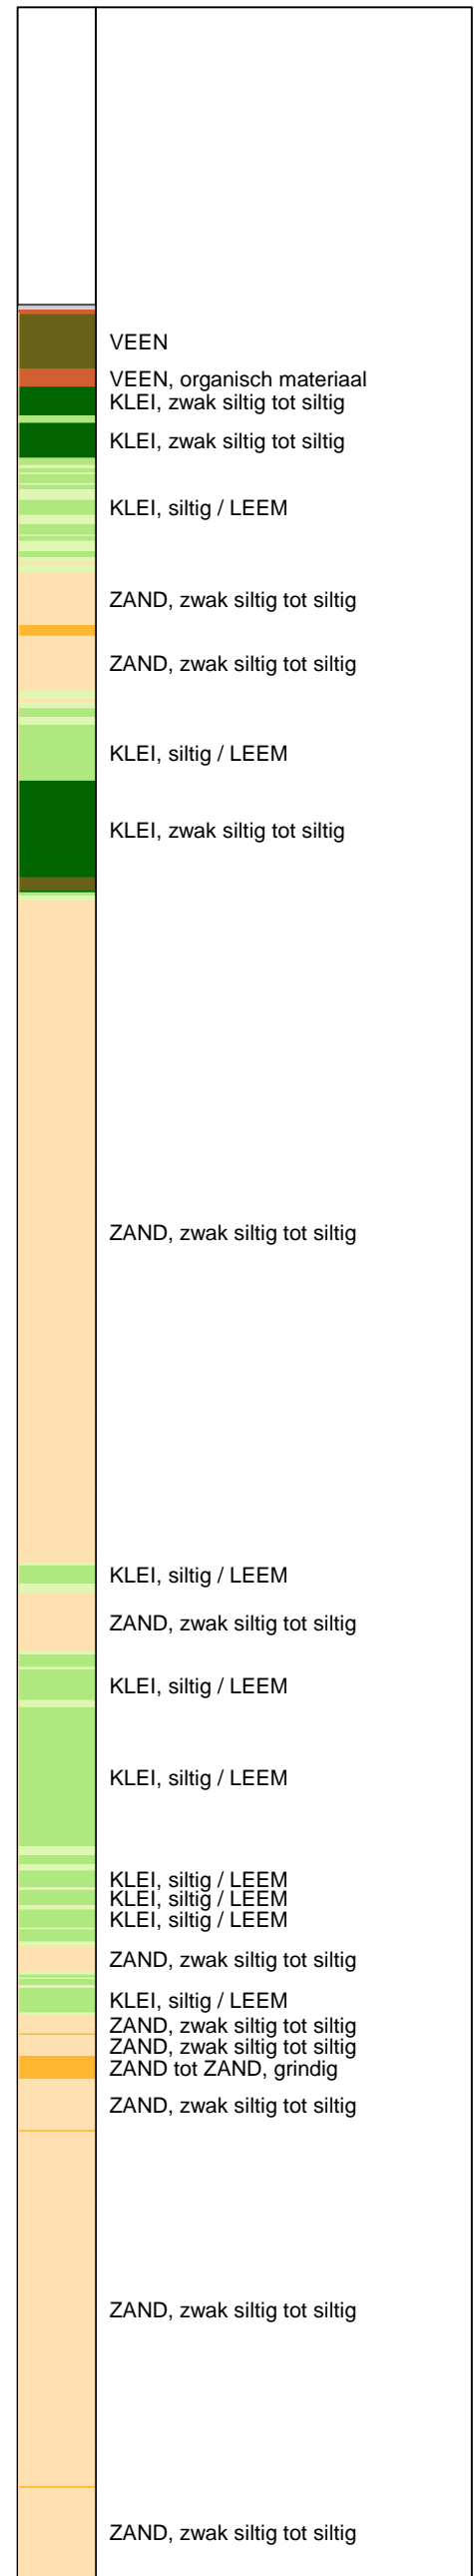 VEEN
VEEN, organisch materiaal
KLEI, zwak siltig tot siltig
KLEI, zwak siltig tot siltig
KLEI, siltig / LEEM
ZAND, zwak siltig tot siltig
ZAND, zwak siltig tot siltig
KLEI, siltig / LEEM
KLEI, zwak siltig tot siltig
ZAND, zwak siltig tot siltig
KLEI, siltig / LEEM
ZAND, zwak siltig tot siltig
KLEI, siltig / LEEM
KLEI, siltig / LEEM
KLEI, siltig / LEEM
KLEI, siltig / LEEM
KLEI, siltig / LEEM
ZAND, zwak siltig tot siltig
KLEI, siltig / LEEM
ZAND, zwak siltig tot siltig
ZAND, zwak siltig tot siltig
ZAND tot ZAND, grindig
ZAND, zwak siltig tot siltig
ZAND, zwak siltig tot siltig
ZAND, zwak siltig tot siltig